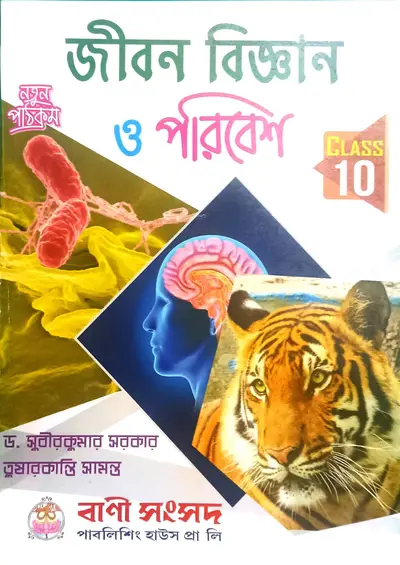 জীবন বিজ্ঞান
নতুন
পাঠক্রম
ও পরিবেশ
CLASS
10
ড. সুবীরকুমার সরকার
তুষারকান্তি সামন্ত
বাণী সংসদ
পাবলিশিং হাউস প্রা লি